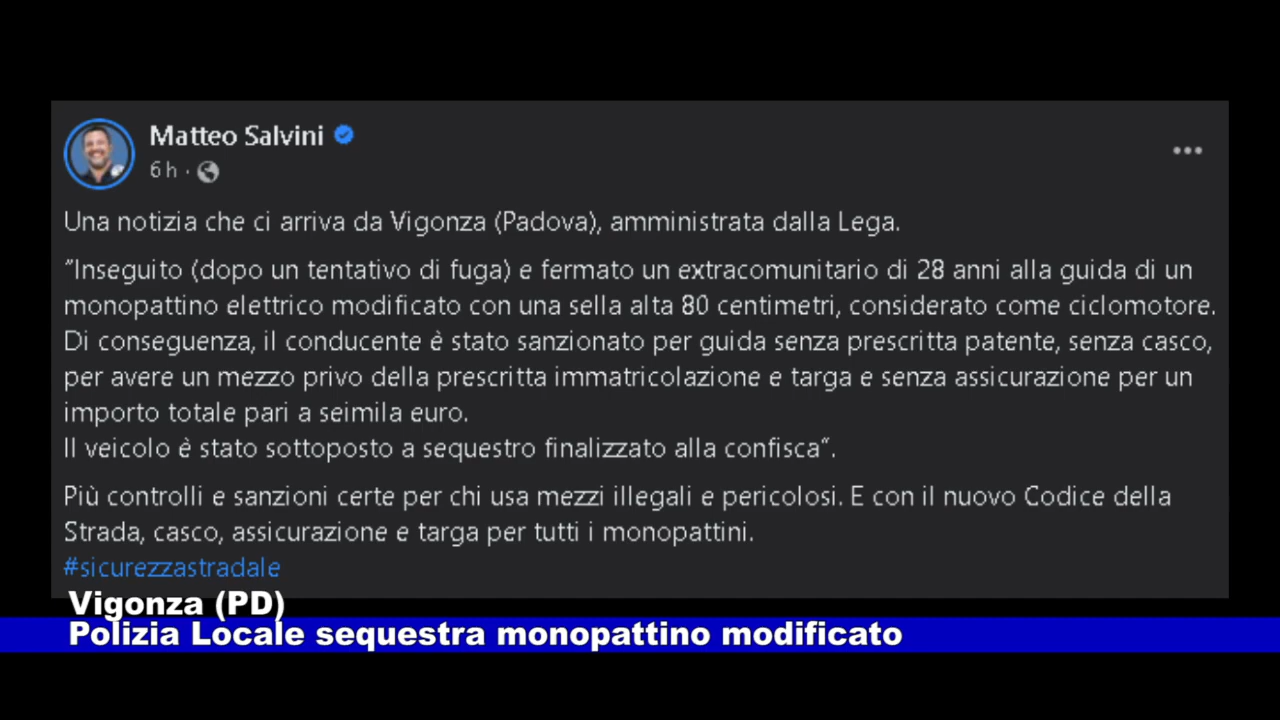 Matteo Salvini
6 h ·
Una notizia che ci arriva da Vigonza (Padova), amministrata dalla Lega.
"Inseguito (dopo un tentativo di fuga) e fermato un extracomunitario di 28 anni alla guida di un
monopattino elettrico modificato con una sella alta 80 centimetri, considerato come ciclomotore.
Di conseguenza, il conducente è stato sanzionato per guida senza prescritta patente, senza casco,
per avere un mezzo privo della prescritta immatricolazione e targa e senza assicurazione per un
importo totale pari a seimila euro.
Il veicolo è stato sottoposto a sequestro finalizzato alla confisca".
Più controlli e sanzioni certe per chi usa mezzi illegali e pericolosi. E con il nuovo Codice della
Strada, casco, assicurazione e targa per tutti i monopattini.
#sicurezzastradale
Vigonza (PD)
Polizia Locale sequestra monopattino modificato